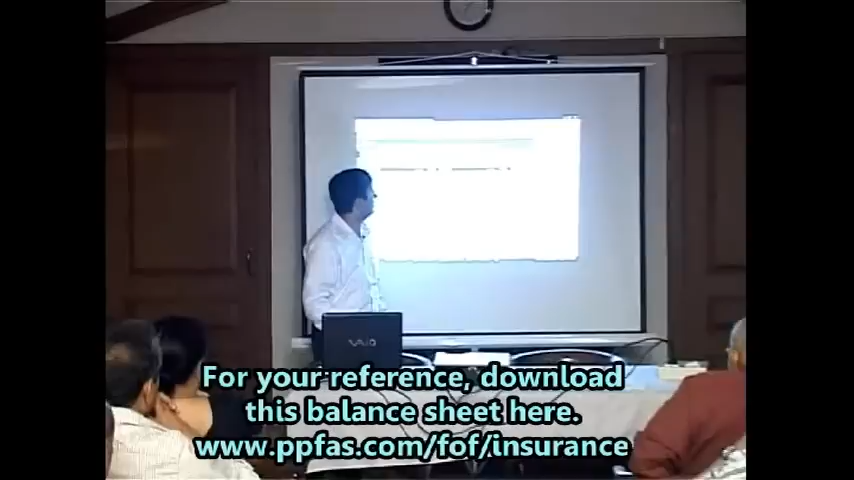 VAIO
For your reference, download
this balance sheet here.
www.ppfas.com/fof/insurance